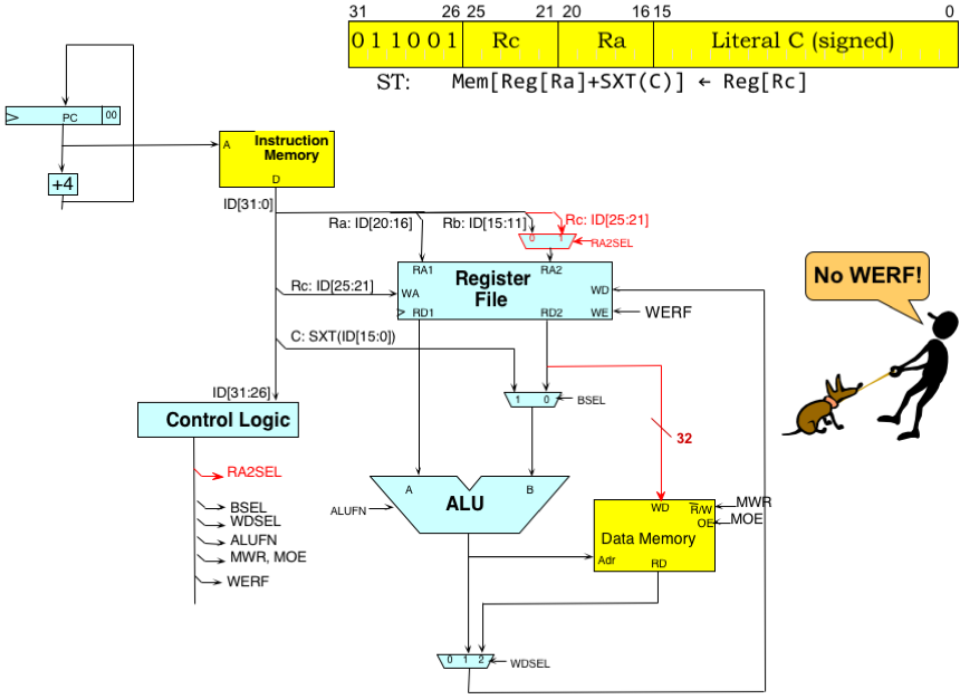 31 26 25 21 20 16 15 0
0 1 1 0 0 1 Rc Ra Literal C (signed)
ST: Mem[Reg[Ra]+SXT(C)] ← Reg[Rc]
PC 00
+4
A Instruction
Memory
D
ID[31:0]
Ra: ID[20:16] Rb: ID[15:11] Rc: ID[25:21]
0 1 RA2SEL
RA1 RA2
Register
File
Rc: ID[25:21] WA WD
RD1 RD2 WE WERF
No WERF!
C: SXT(ID[15:0])
ID[31:26]
1 0 BSEL
Control Logic
32
RA2SEL
BSEL
WDSEL
ALUFN
MWR, MOE
WERF
A B
ALU
ALUFN
WD R/W MWR
OE MOE
Data Memory
Adr RD
0 1 2 WDSEL